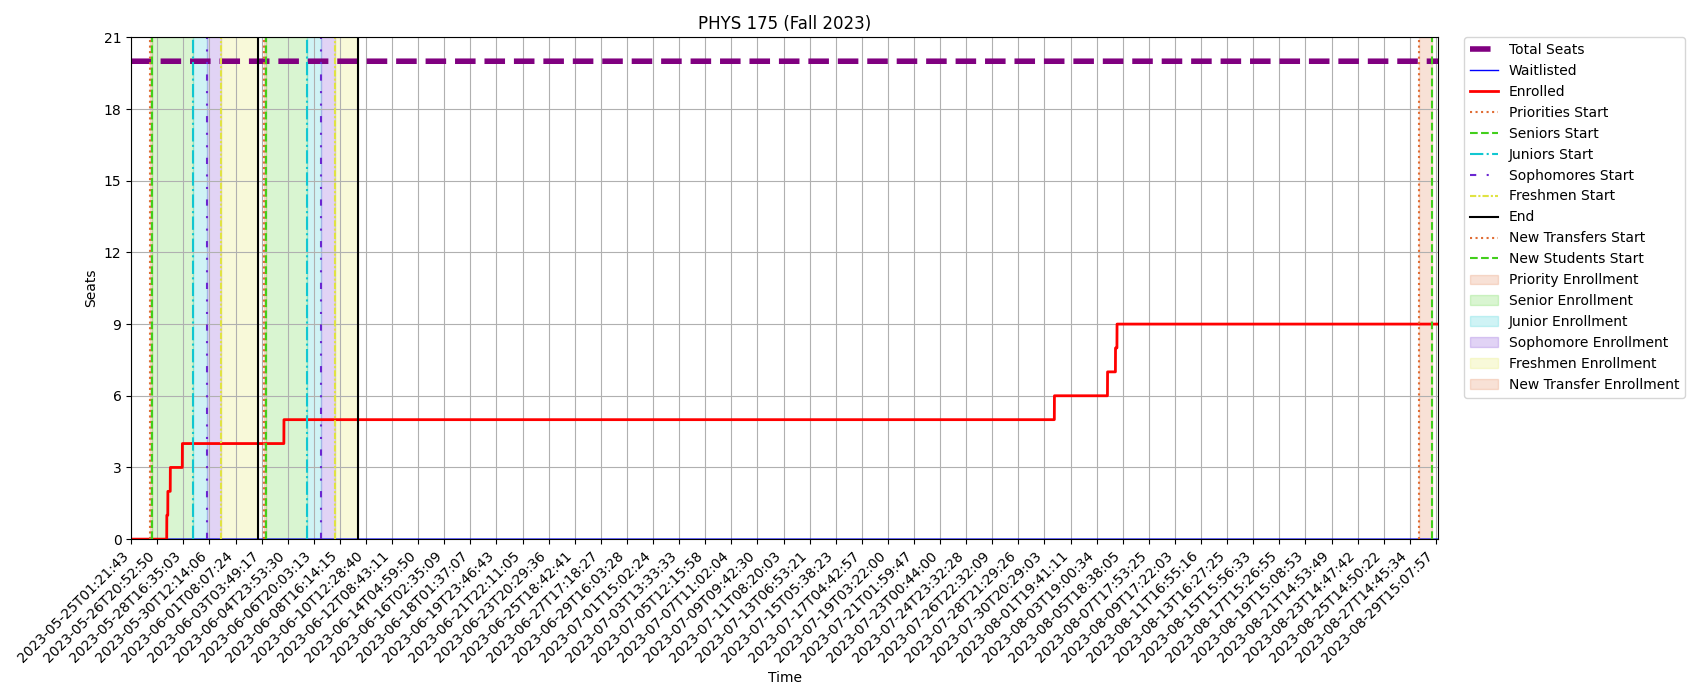 PHYS 175 (Fall 2023)
21
18
15
12
9
6
3
0
Seats
2023-05-25T01:21:43
2023-05-26T20:52:50
2023-05-28T16:35:03
2023-05-30T12:14:06
2023-06-01T08:07:24
2023-06-03T03:49:17
2023-06-04T23:53:30
2023-06-06T20:03:13
2023-06-08T16:14:15
2023-06-10T12:28:40
2023-06-12T08:43:11
2023-06-14T04:59:50
2023-06-16T02:35:09
2023-06-18T01:37:07
2023-06-19T23:46:43
2023-06-21T22:11:05
2023-06-23T20:29:36
2023-06-25T18:42:41
2023-06-27T17:18:27
2023-06-29T16:03:28
2023-07-01T15:02:24
2023-07-03T13:33:33
2023-07-05T12:15:58
2023-07-07T11:02:04
2023-07-09T09:42:30
2023-07-11T08:20:03
2023-07-13T06:53:21
2023-07-15T05:38:23
2023-07-17T04:42:57
2023-07-19T03:22:00
2023-07-21T01:59:47
2023-07-23T00:44:00
2023-07-24T23:32:28
2023-07-26T22:32:09
2023-07-28T21:29:26
2023-07-30T20:29:03
2023-08-01T19:41:11
2023-08-03T19:00:34
2023-08-05T18:38:05
2023-08-07T17:53:25
2023-08-09T17:22:03
2023-08-11T16:55:16
2023-08-13T16:27:25
2023-08-15T15:56:33
2023-08-17T15:26:55
2023-08-19T15:08:53
2023-08-21T14:53:49
2023-08-23T14:47:42
2023-08-25T14:50:22
2023-08-27T14:45:34
2023-08-29T15:07:57
Time
Total Seats
Waitlisted
Enrolled
Priorities Start
Seniors Start
Juniors Start
Sophomores Start
Freshmen Start
End
New Transfers Start
New Students Start
Priority Enrollment
Senior Enrollment
Junior Enrollment
Sophomore Enrollment
Freshmen Enrollment
New Transfer Enrollment